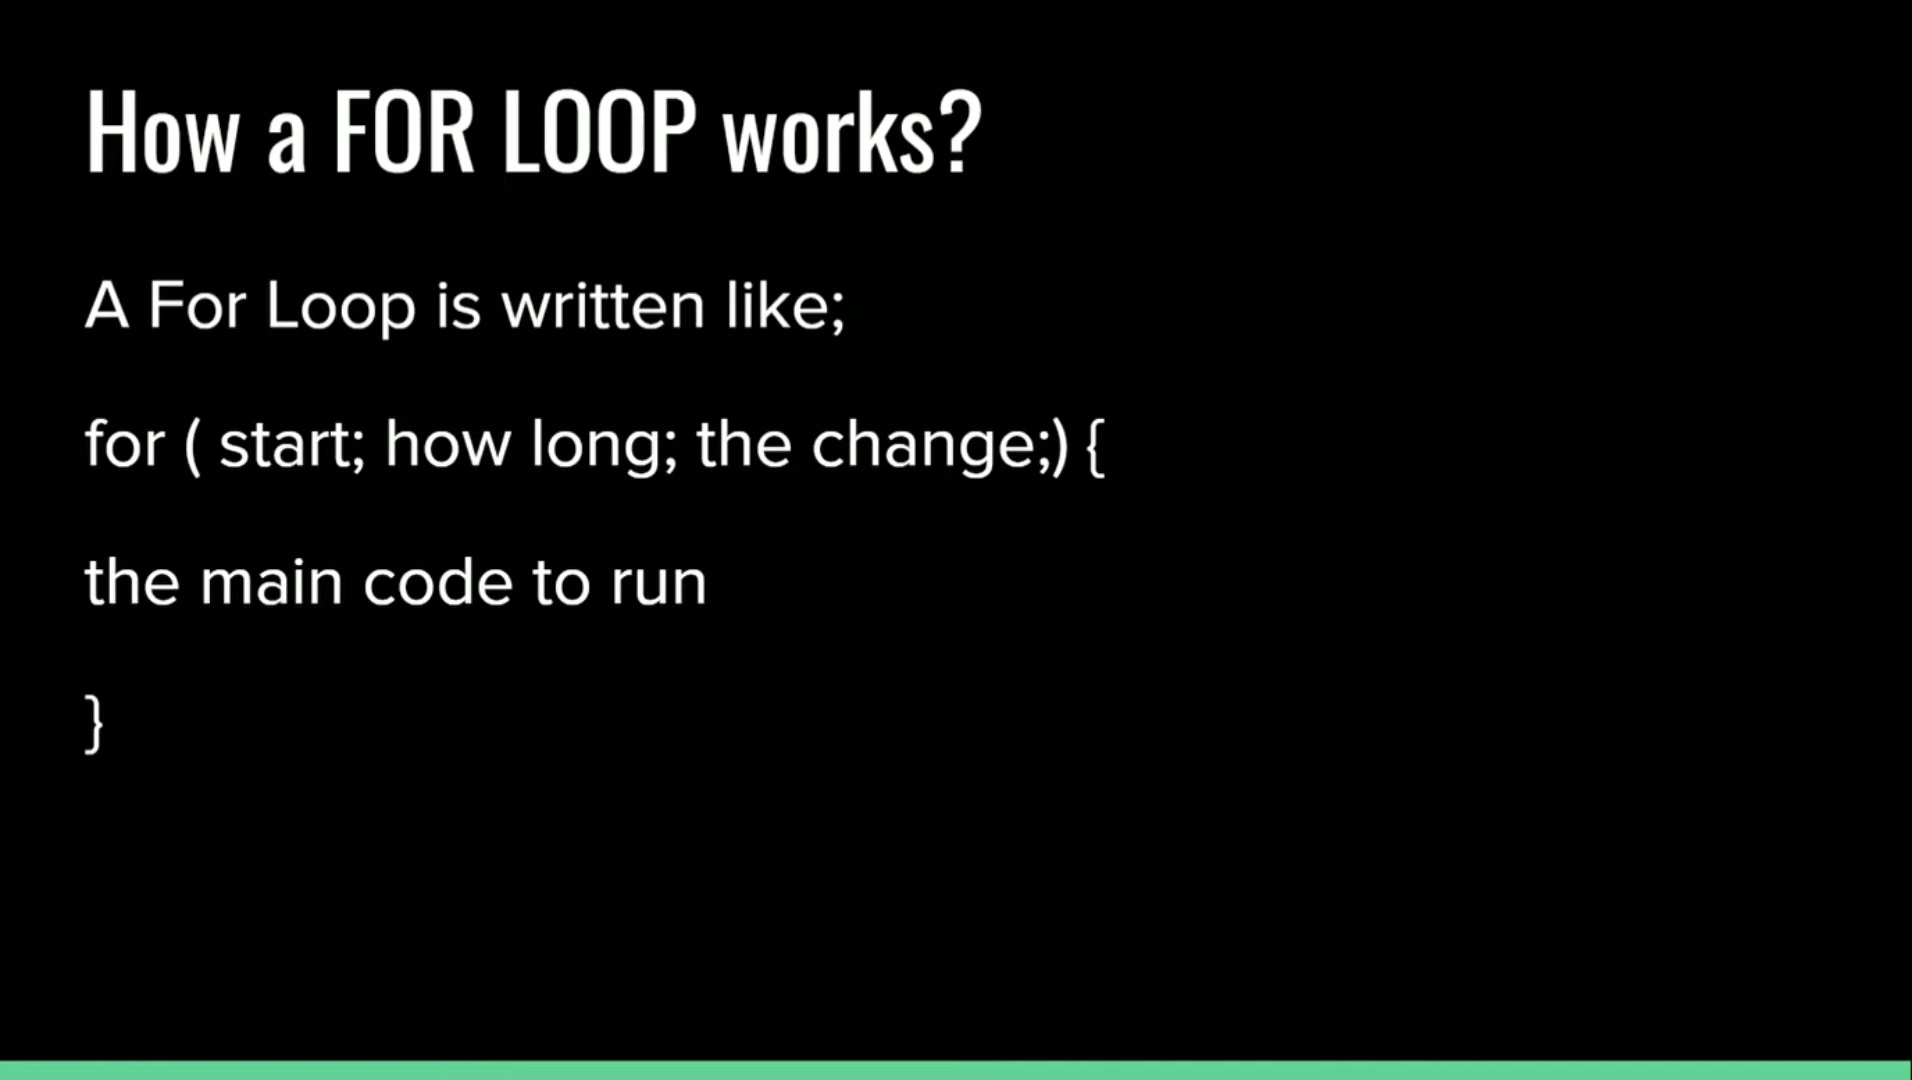 How a FOR LOOP works?
A For Loop is written like;
for ( start; how long; the change;) {
the main code to run
}